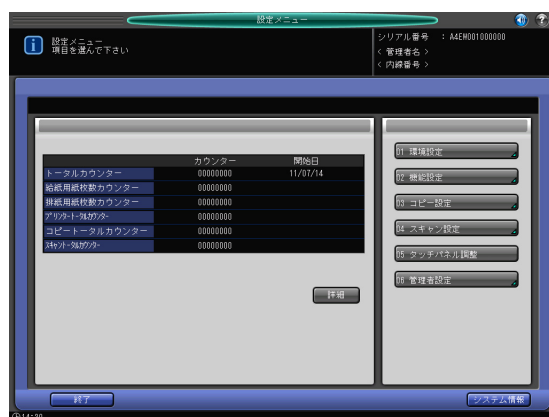 設定メニュー
設定メニュー
項目を選んで下さい
シリアル番号 : A4EM001000000
< 管理者名 >
< 内線番号 >
カウンター 開始日
トータルカウンター 00000000 11/07/14
給紙用紙枚数カウンター 00000000
排紙用紙枚数カウンター 00000000
プリンタートータルカウンター 00000000
コピートータルカウンター 00000000
スキャントータルカウンター 00000000
詳細
01 環境設定
02 機能設定
03 コピー設定
04 スキャン設定
05 タッチパネル調整
06 管理者設定
終了
システム情報
14:30